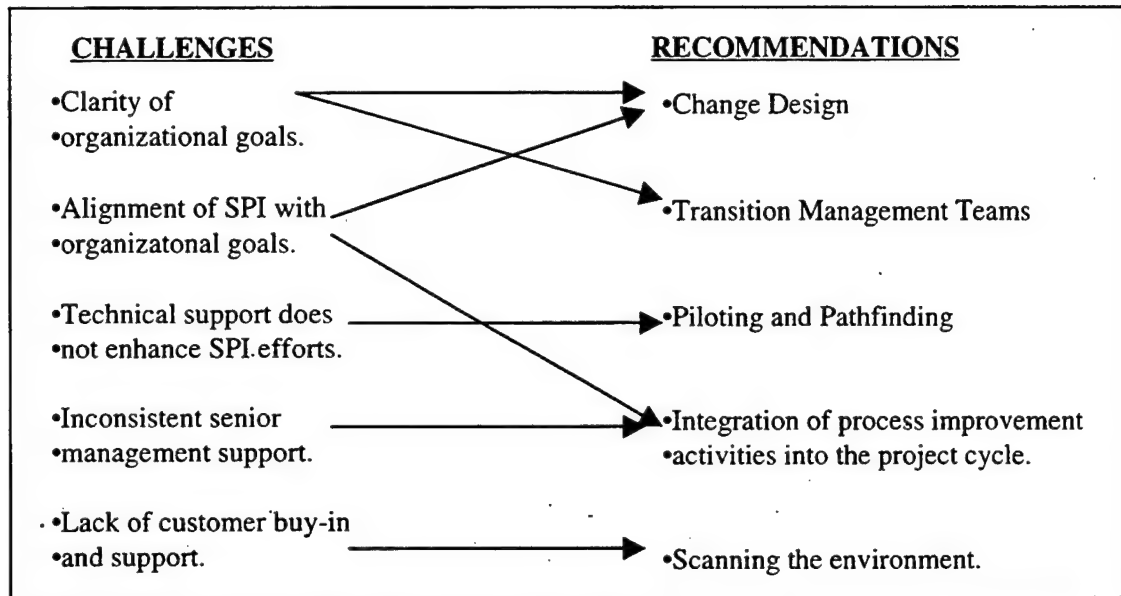 CHALLENGES
•Clarity of
•organizational goals.
•Alignment of SPI with
•organizatonal goals.
•Technical support does
•not enhance SPI efforts.
•Inconsistent senior
•management support.
•Lack of customer buy-in
•and support.
RECOMMENDATIONS
•Change Design
•Transition Management Teams
•Piloting and Pathfinding
•Integration of process improvement
•activities into the project cycle.
•Scanning the environment.